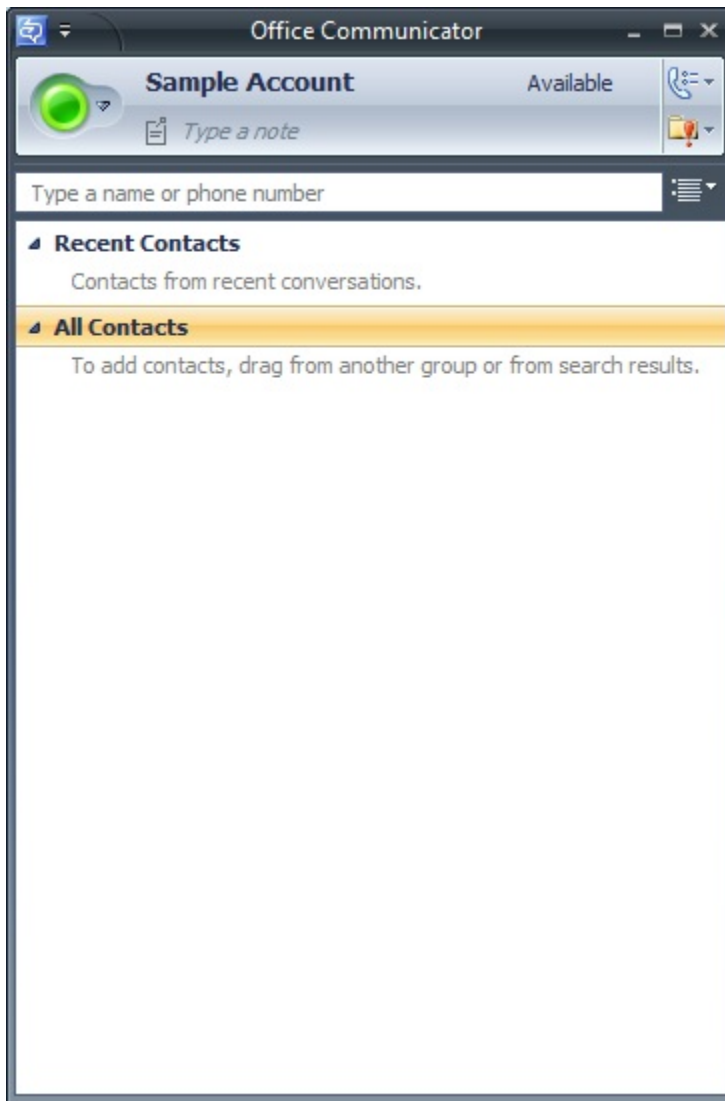 Office Communicator
Sample Account Available
Type a note
Type a name or phone number
Recent Contacts
Contacts from recent conversations.
All Contacts
To add contacts, drag from another group or from search results.